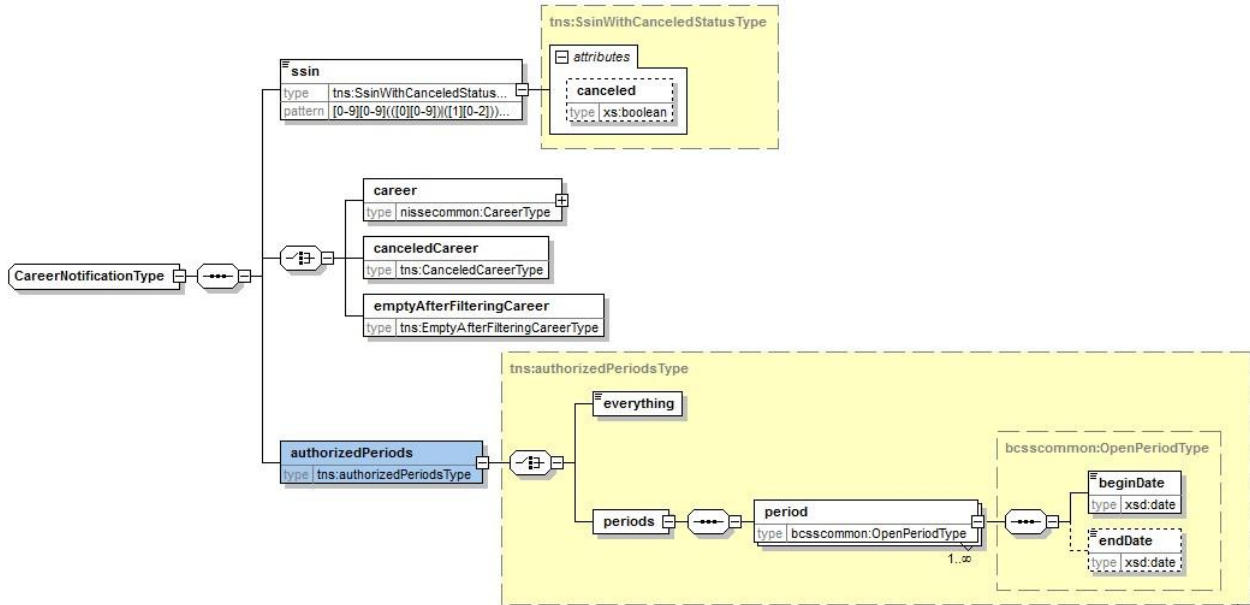 tns:SsinWithCanceledStatusType
attributes
ssin
type tns:SsinWithCanceledStatus...
pattern [0-9][0-9](([0][0-9])|([1][0-2]))...
canceled
type xs:boolean
career
type nissecommon:CareerType
canceledCareer
type tns:CanceledCareerType
CareerNotificationType
emptyAfterFilteringCareer
type tns:EmptyAfterFilteringCareerType
tns:authorizedPeriodsType
everything
authorizedPeriods
type tns:authorizedPeriodsType
bcsscommon:OpenPeriodType
beginDate
type xsd:date
periods
period
type bcsscommon:OpenPeriodType
1..∞
endDate
type xsd:date